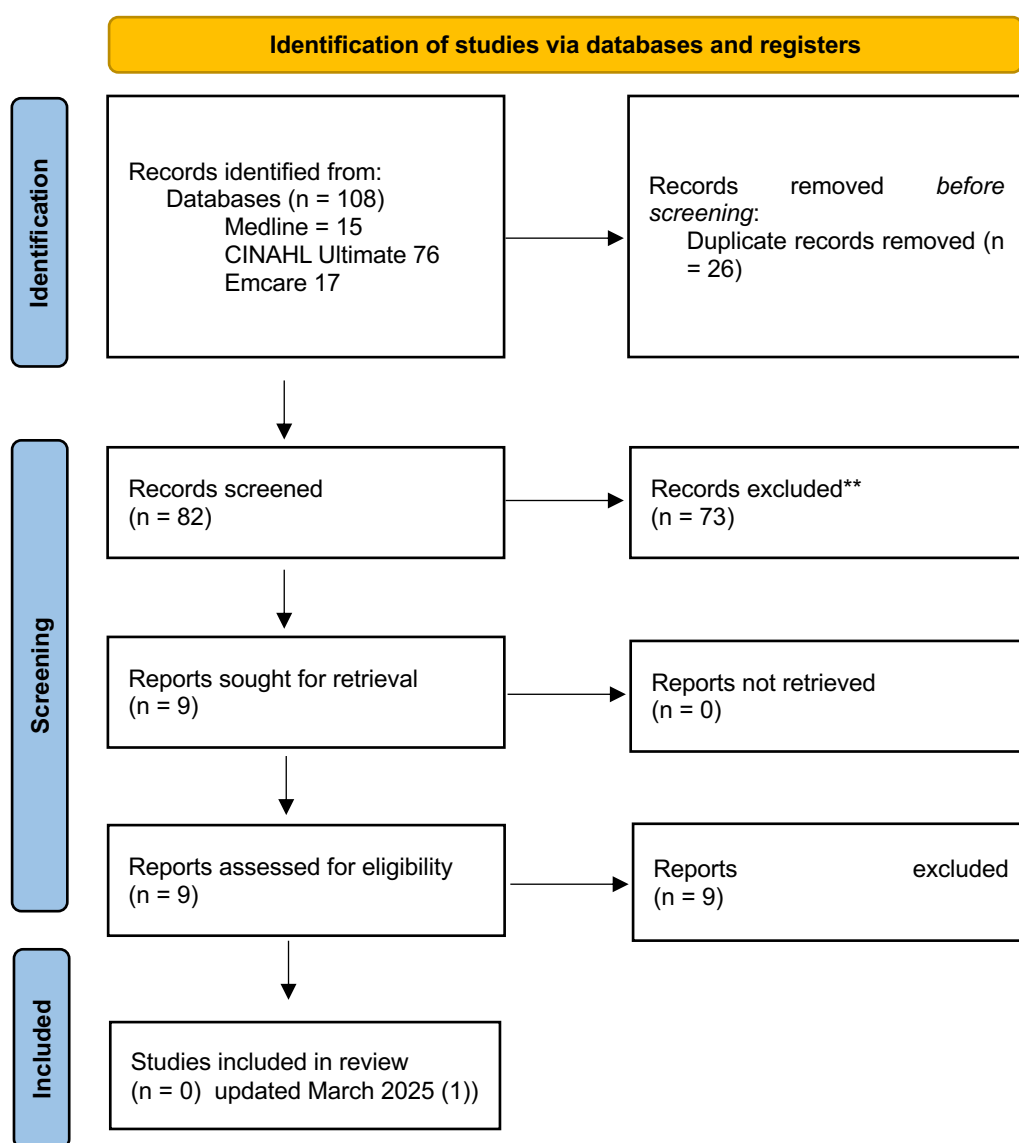 Identification of studies via databases and registers
Identification
Records identified from:
Databases (n = 108)
Medline = 15
CINAHL Ultimate 76
Emcare 17
Records removed before
screening:
Duplicate records removed (n
= 26)
Screening
Records screened
(n = 82)
Records excluded**
(n = 73)
Reports sought for retrieval
(n = 9)
Reports not retrieved
(n = 0)
Reports assessed for eligibility
(n = 9)
Reports excluded
(n = 9)
Included
Studies included in review
(n = 0) updated March 2025 (1))